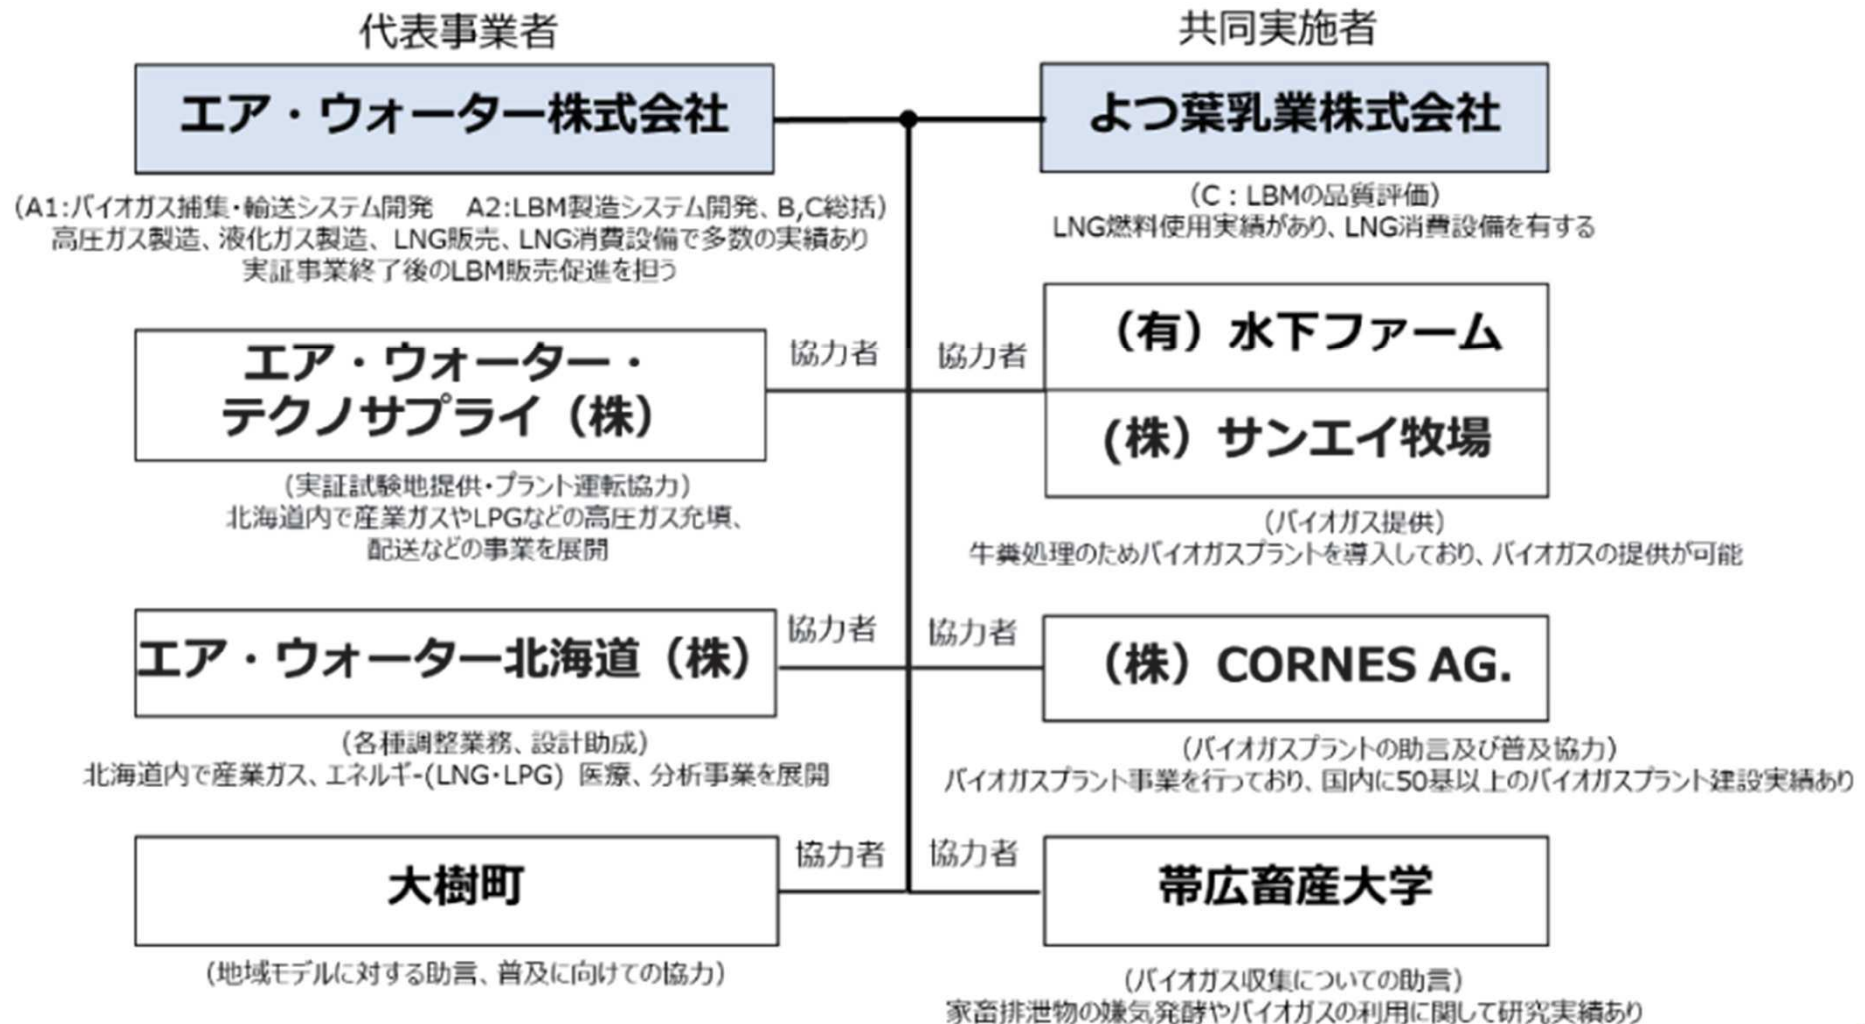 代表事業者
共同実施者
エア・ウォーター株式会社
よつ葉乳業株式会社
(A1:バイオガス捕集・輸送システム開発　A2:LBM製造システム開発、B,C総括)
高圧ガス製造、液化ガス製造、LNG販売、LNG消費設備で多数の実績あり
実証事業終了後のLBM販売促進を担う
(C：LBMの品質評価)
LNG燃料使用実績があり、LNG消費設備を有する
エア・ウォーター・
テクノサプライ（株）
協力者
協力者
（有）水下ファーム
(株）サンエイ牧場
(実証試験地提供・プラント運転協力)
北海道内で産業ガスやLPGなどの高圧ガス充填、
配送などの事業を展開
(バイオガス提供)
牛糞処理のためバイオガスプラントを導入しており、バイオガスの提供が可能
エア・ウォーター北海道（株）
協力者
協力者
（株）CORNES AG.
(各種調整業務、設計助成)
北海道内で産業ガス、エネルギ-(LNG・LPG) 医療、分析事業を展開
(バイオガスプラントの助言及び普及協力)
バイオガスプラント事業を行っており、国内に50基以上のバイオガスプラント建設実績あり
大樹町
協力者
協力者
帯広畜産大学
(地域モデルに対する助言、普及に向けての協力)
(バイオガス収集についての助言)
家畜排泄物の嫌気発酵やバイオガスの利用に関して研究実績あり